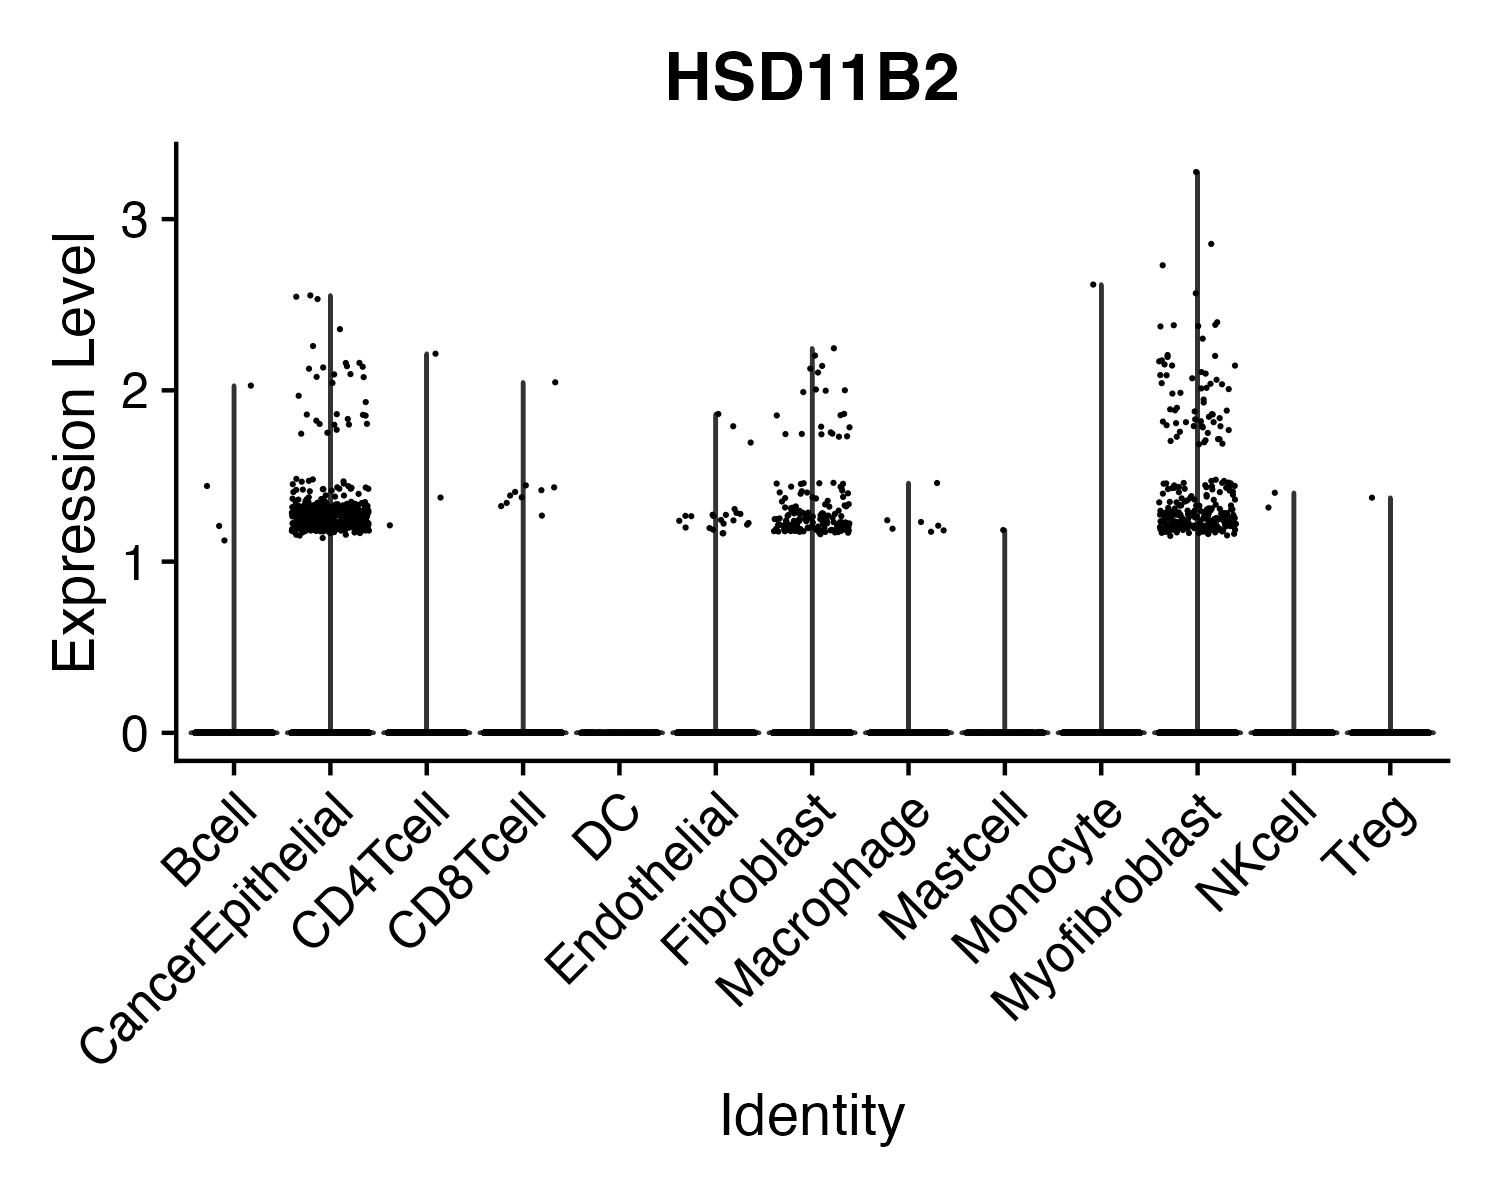 HSD11B2
Expression Level
3
2
1
0
Bcell
CancerEpithelial
CD4Tcell
CD8Tcell
DC
Endothelial
Fibroblast
Macrophage
Mastcell
Monocyte
Myofibroblast
NKcell
Treg
Identity